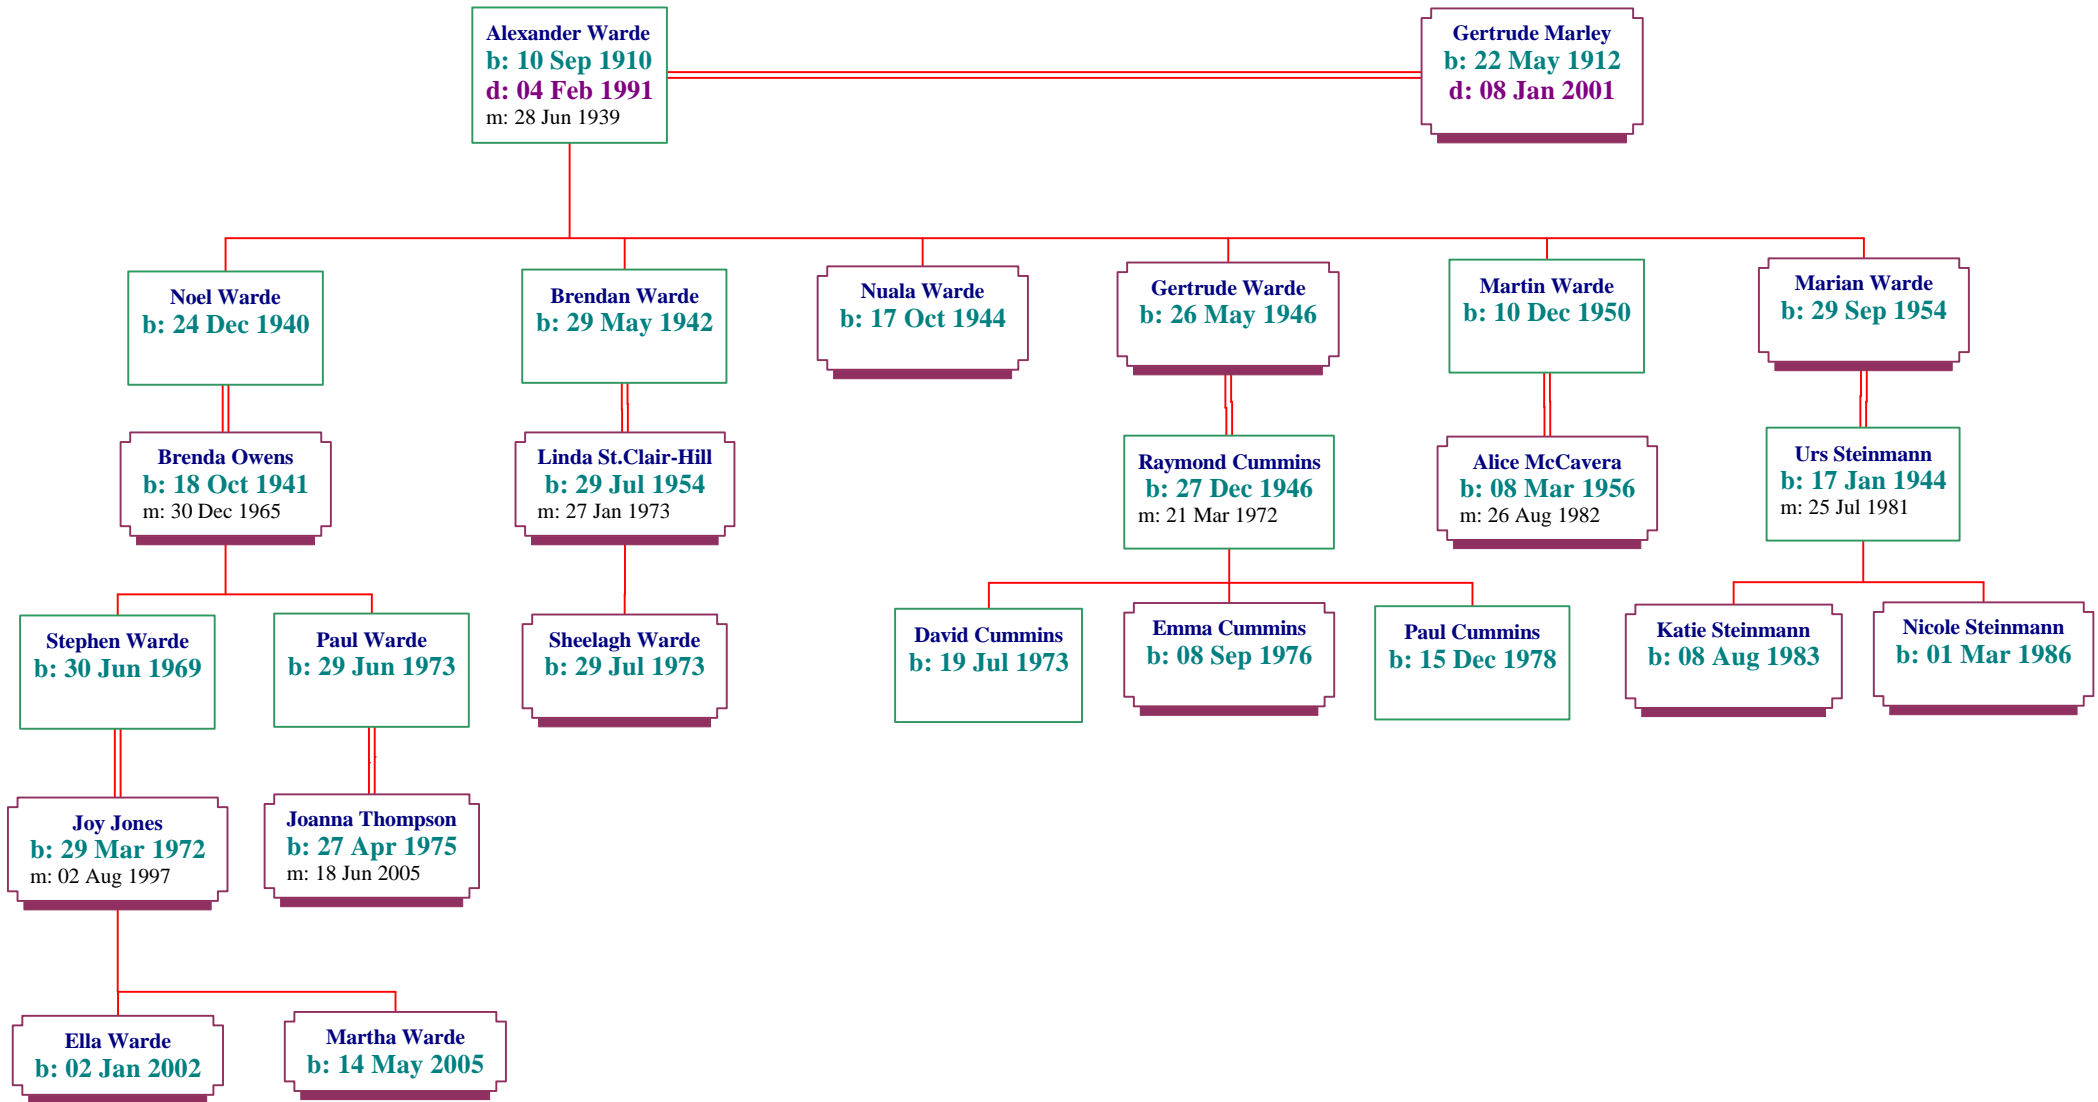 Alexander Warde
b: 10 Sep 1910
d: 04 Feb 1991
m: 28 Jun 1939
Gertrude Marley
b: 22 May 1912
d: 08 Jan 2001
Noel Warde
b: 24 Dec 1940
Brendan Warde
b: 29 May 1942
Nuala Warde
b: 17 Oct 1944
Gertrude Warde
b: 26 May 1946
Martin Warde
b: 10 Dec 1950
Marian Warde
b: 29 Sep 1954
Brenda Owens
b: 18 Oct 1941
m: 30 Dec 1965
Linda St.Clair-Hill
b: 29 Jul 1954
m: 27 Jan 1973
Raymond Cummins
b: 27 Dec 1946
m: 21 Mar 1972
Alice McCavera
b: 08 Mar 1956
m: 26 Aug 1982
Urs Steinmann
b: 17 Jan 1944
m: 25 Jul 1981
Stephen Warde
b: 30 Jun 1969
Paul Warde
b: 29 Jun 1973
Sheelagh Warde
b: 29 Jul 1973
David Cummins
b: 19 Jul 1973
Emma Cummins
b: 08 Sep 1976
Paul Cummins
b: 15 Dec 1978
Katie Steinmann
b: 08 Aug 1983
Nicole Steinmann
b: 01 Mar 1986
Joy Jones
b: 29 Mar 1972
m: 02 Aug 1997
Joanna Thompson
b: 27 Apr 1975
m: 18 Jun 2005
Ella Warde
b: 02 Jan 2002
Martha Warde
b: 14 May 2005